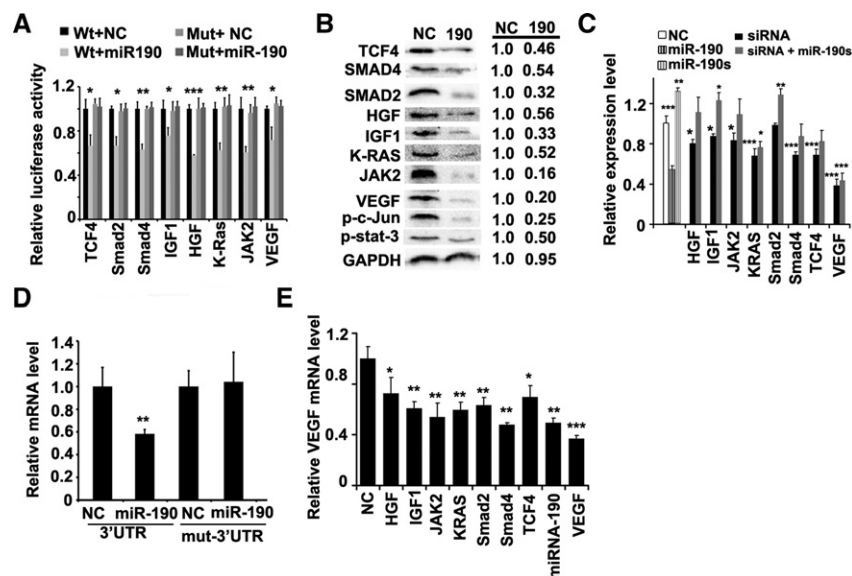 A
Wt+NC
Mut+ NC
Wt+miR190
Mut+miR-190
Relative luciferase activity
1.2
0.8
0.4
0
* * ** * *** ** ** *
TCF4
Smad2
Smad4
IGF1
HGF
K-Ras
JAK2
VEGF
B
NC 190
NC 190
TCF4 1.0 0.46
SMAD4 1.0 0.54
SMAD2 1.0 0.32
HGF 1.0 0.56
IGF1 1.0 0.33
K-RAS 1.0 0.52
JAK2 1.0 0.16
VEGF 1.0 0.20
p-c-Jun 1.0 0.25
p-stat-3 1.0 0.50
GAPDH 1.0 0.95
C
NC
miR-190
miR-190s
siRNA
siRNA + miR-190s
Relative expression level
1.6
1.2
0.8
0.4
0
*** ** * * * * *** * ** *** *** *** ***
HGF
IGF1
JAK2
KRAS
Smad2
Smad4
TCF4
VEGF
D
Relative mRNA level
1.4
1.2
1.0
0.8
0.6
0.4
0.2
0
**
NC miR-190 NC miR-190
3'UTR mut-3'UTR
E
Relative VEGF mRNA level
1.2
0.8
0.4
0
* ** ** ** ** ** * ** ***
NC
HGF
IGF1
JAK2
KRAS
Smad2
Smad4
TCF4
miRNA-190
VEGF